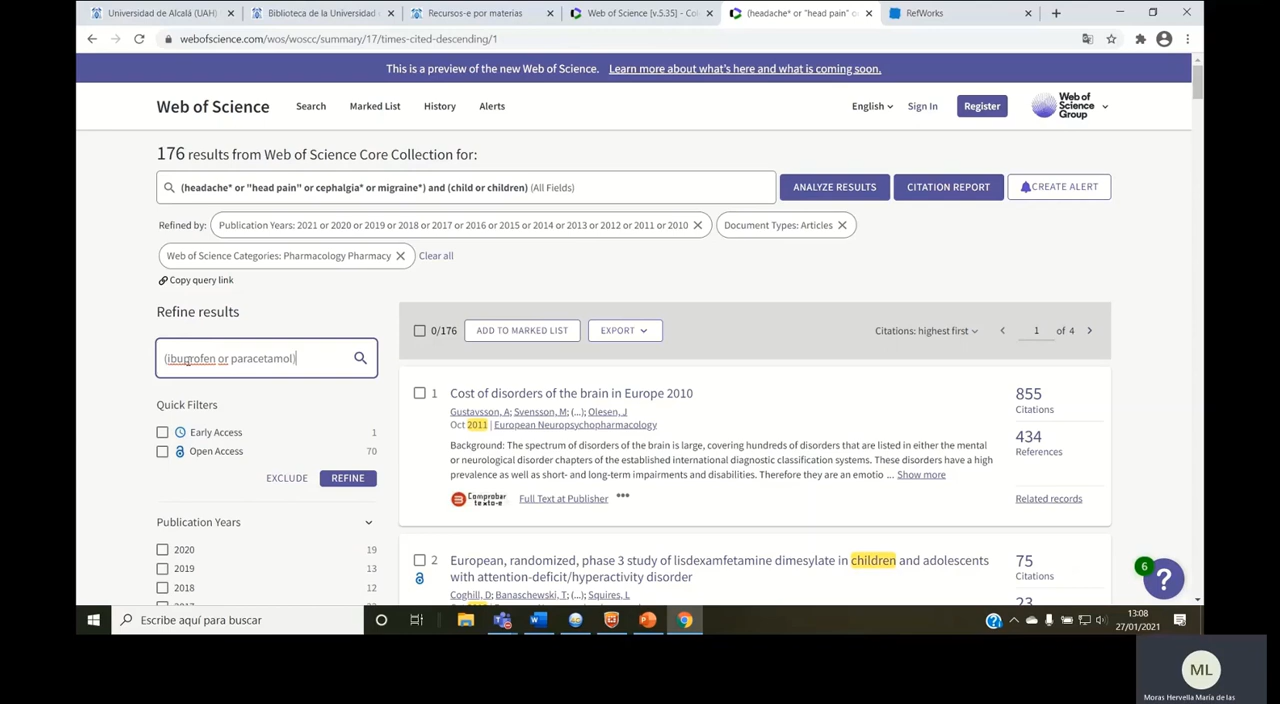 Universidad de Alcalá (UAH)
Biblioteca de la Universidad
Recursos-e por materias
Web of Science [v.5.35] - Co
(headache* or "head pain" o
RefWorks
webofscience.com/wos/woscc/summary/17/times-cited-descending/1
This is a preview of the new Web of Science. Learn more about what's here and what is coming soon.
Web of Science
Search
Marked List
History
Alerts
English
Sign In
Register
Web of
Science
Group
176 results from Web of Science Core Collection for:
(headache* or "head pain" or cephalgia* or migraine*) and (child or children) (All Fields)
ANALYZE RESULTS
CITATION REPORT
CREATE ALERT
Refined by:
Publication Years: 2021 or 2020 or 2019 or 2018 or 2017 or 2016 or 2015 or 2014 or 2013 or 2012 or 2011 or 2010
Document Types: Articles
Web of Science Categories: Pharmacology Pharmacy
Clear all
Copy query link
Refine results
(ibugrofen or paracetamol)
Quick Filters
Early Access 1
Open Access 70
EXCLUDE
REFINE
Publication Years
2020 19
2019 13
2018 12
0/176
ADD TO MARKED LIST
EXPORT
Citations: highest first
1 of 4
1 Cost of disorders of the brain in Europe 2010
Gustavsson, A; Svensson, M; (...); Olesen, J
Oct 2011 | European Neuropsychopharmacology
Background: The spectrum of disorders of the brain is large, covering hundreds of disorders that are listed in either the mental
or neurological disorder chapters of the established international diagnostic classification systems. These disorders have a high
prevalence as well as short- and long-term impairments and disabilities. Therefore they are an emotio ... Show more
Comprobar
texto-e
Full Text at Publisher
855
Citations
434
References
Related records
2 European, randomized, phase 3 study of lisdexamfetamine dimesylate in children and adolescents
with attention-deficit/hyperactivity disorder
Coghill, D; Banaschewski, T; (...); Squires, L
75
Citations
23
6
?
Escribe aquí para buscar
13:08
27/01/2021
ML
Moras Hervella Maria de las